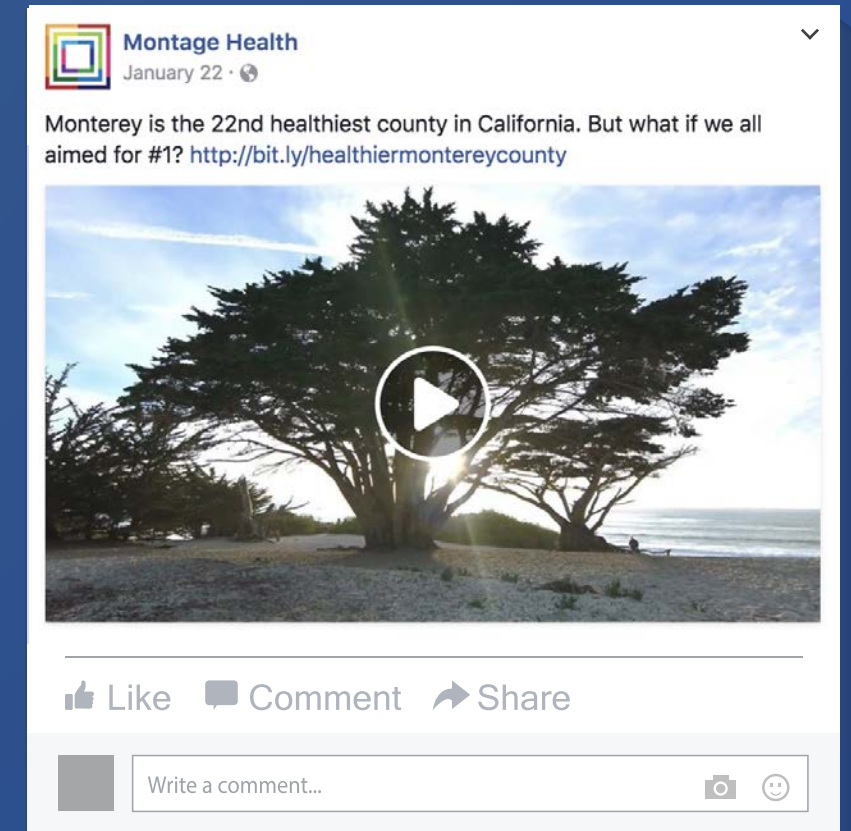 Montage Health
January 22 ·
Monterey is the 22nd healthiest county in California. But what if we all
aimed for #1? http://bit.ly/healthiermontereycounty
Like Comment Share
Write a comment...